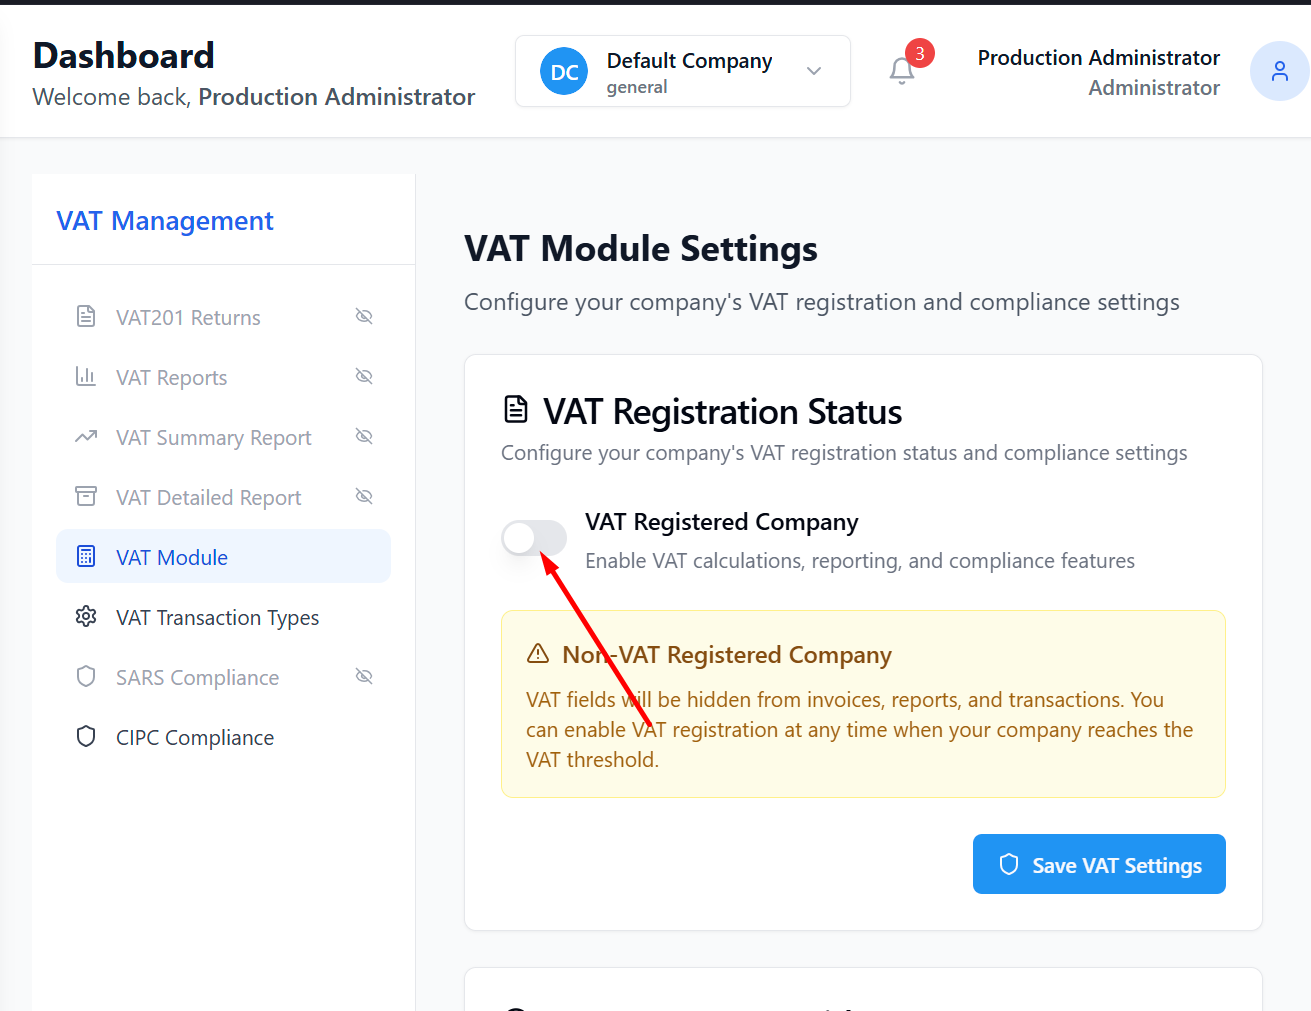 Dashboard
Welcome back, Production Administrator
DC
Default Company
general
3
Production Administrator
Administrator
VAT Management
VAT201 Returns
VAT Reports
VAT Summary Report
VAT Detailed Report
VAT Module
VAT Transaction Types
SARS Compliance
CIPC Compliance
VAT Module Settings
Configure your company's VAT registration and compliance settings
VAT Registration Status
Configure your company's VAT registration status and compliance settings
VAT Registered Company
Enable VAT calculations, reporting, and compliance features
Non-VAT Registered Company
VAT fields will be hidden from invoices, reports, and transactions. You
can enable VAT registration at any time when your company reaches the
VAT threshold.
Save VAT Settings